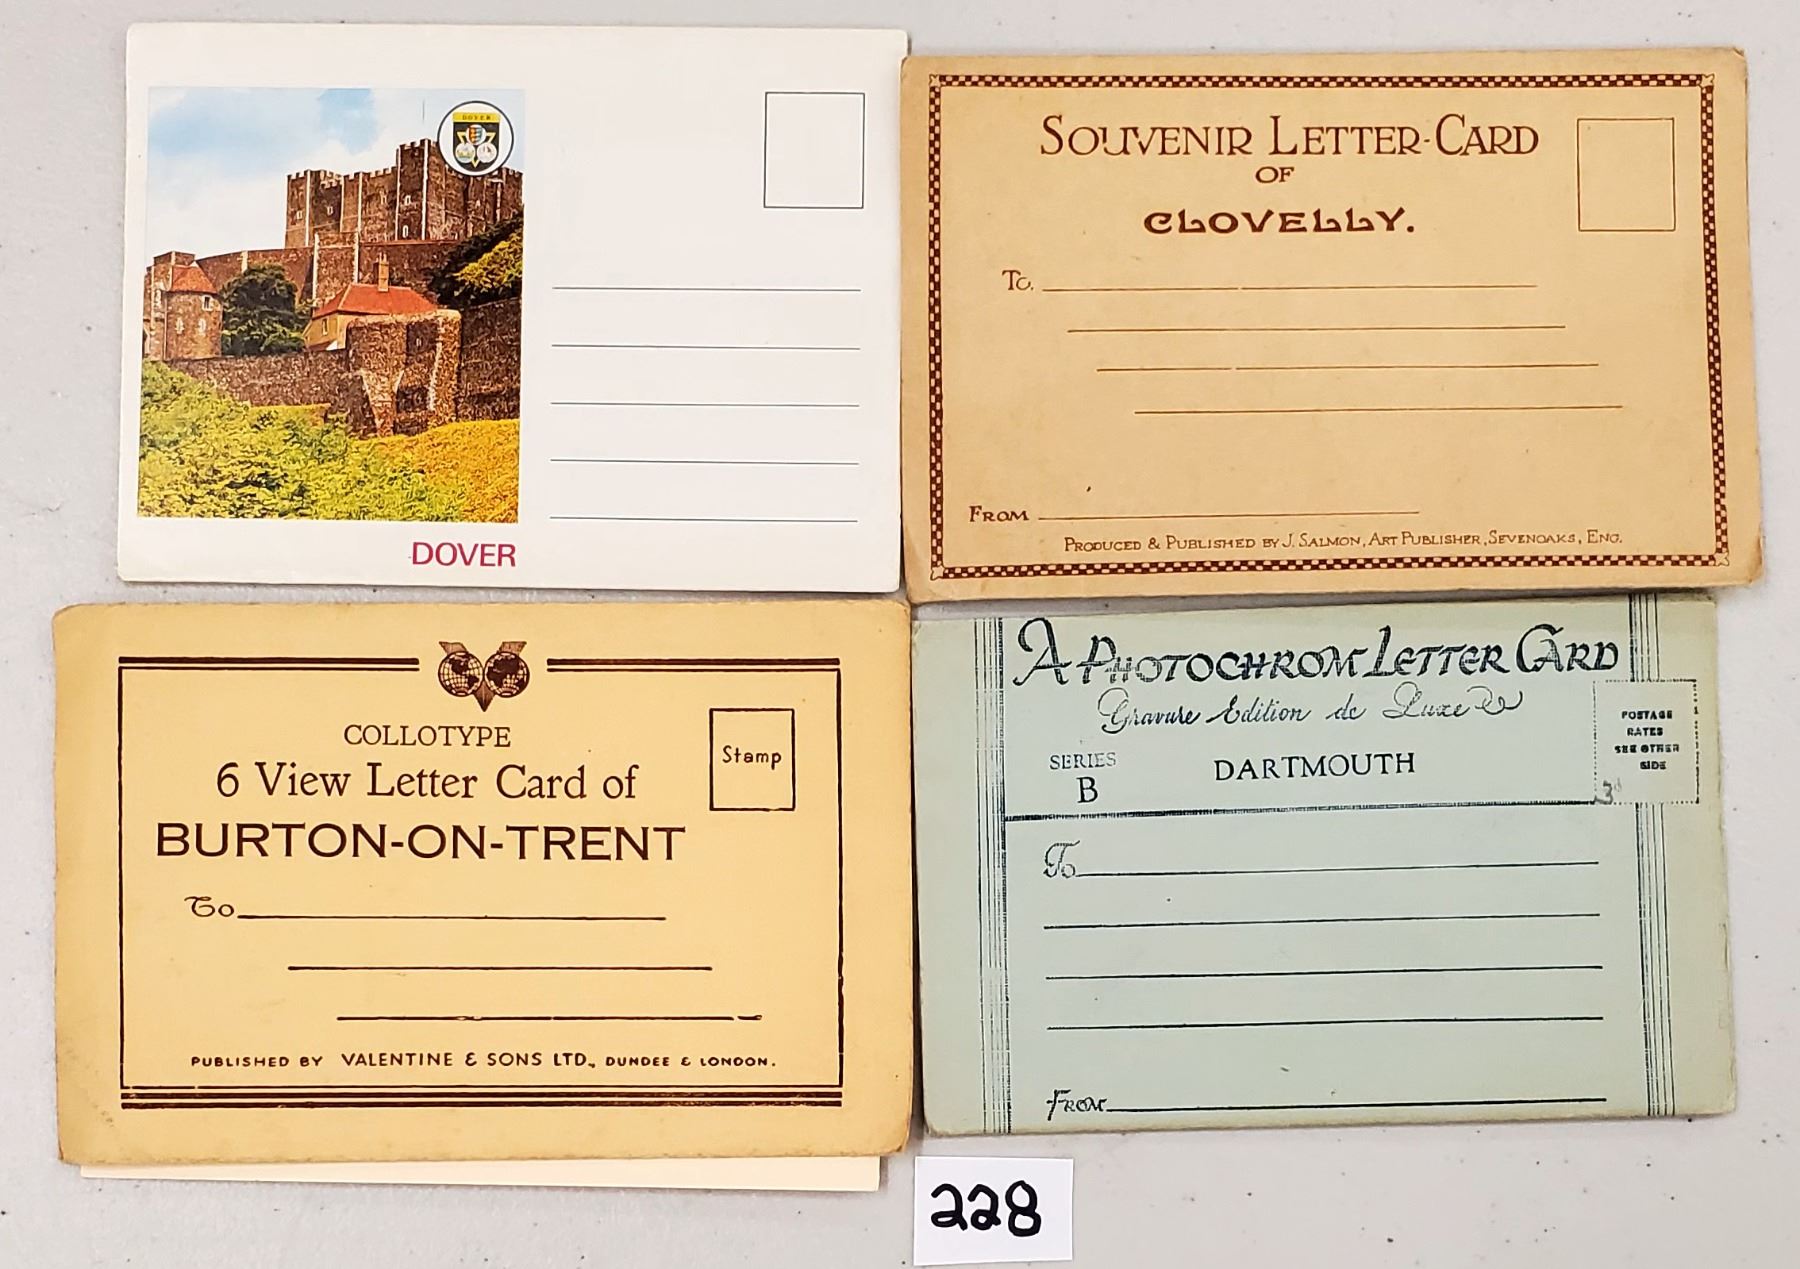 DOVER
DOVER
SOUVENIR LETTER-CARD
OF
CLOVELLY.
To.
FROM
PRODUCED & PUBLISHED BY J. SALMON, ART PUBLISHER, SEVENOAKS, ENG.
COLLOTYPE
6 View Letter Card of
BURTON-ON-TRENT
Stamp
To
PUBLISHED BY VALENTINE & SONS LTD., DUNDEE & LONDON.
A PHOTOCHROM LETTER CARD
Gravure Edition de Luxe
SERIES
B
DARTMOUTH
POSTAGE
RATES
SEE OTHER
SIDE
3d
To
FROM
228